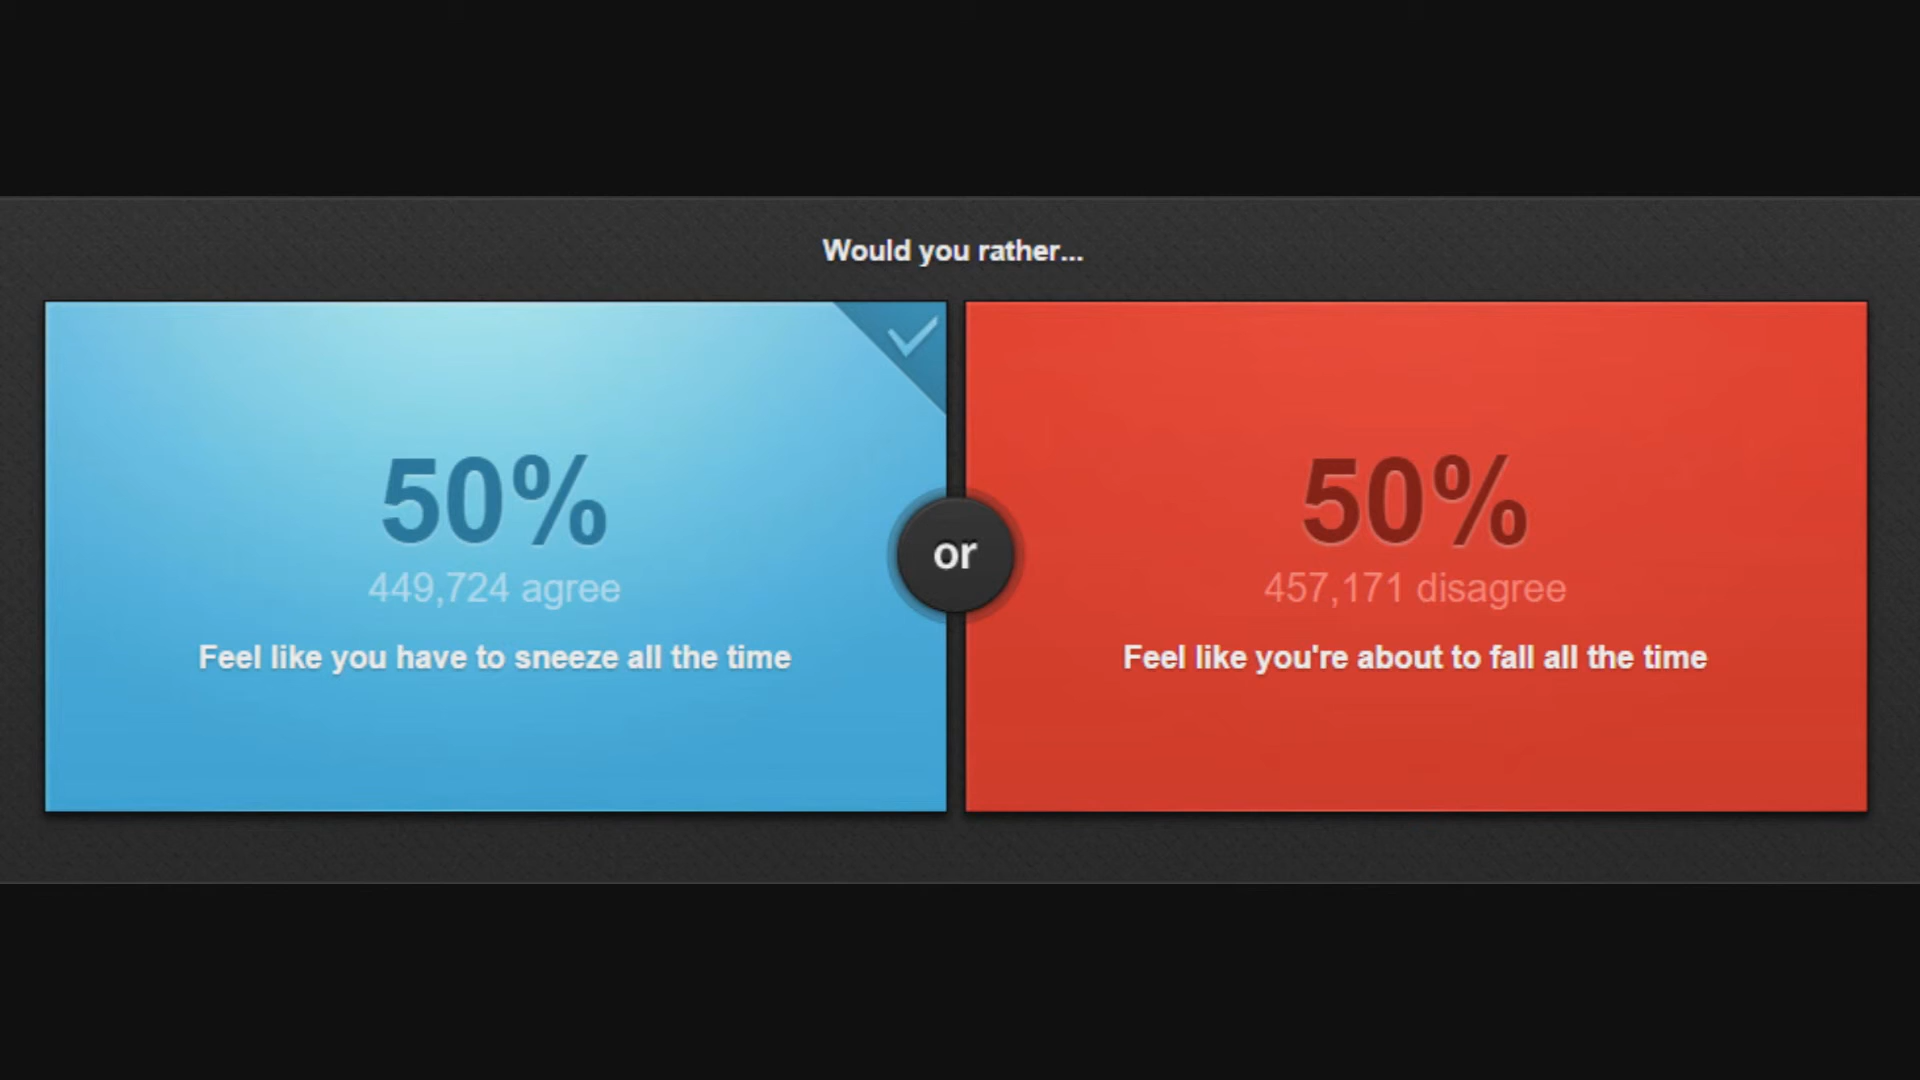 Would you rather...
50%
449,724 agree
Feel like you have to sneeze all the time
or
50%
457,171 disagree
Feel like you're about to fall all the time